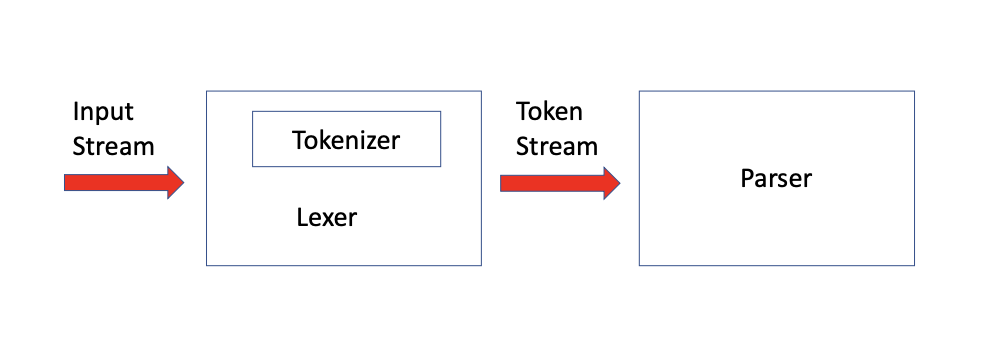 Input
Stream
Tokenizer
Lexer
Token
Stream
Parser